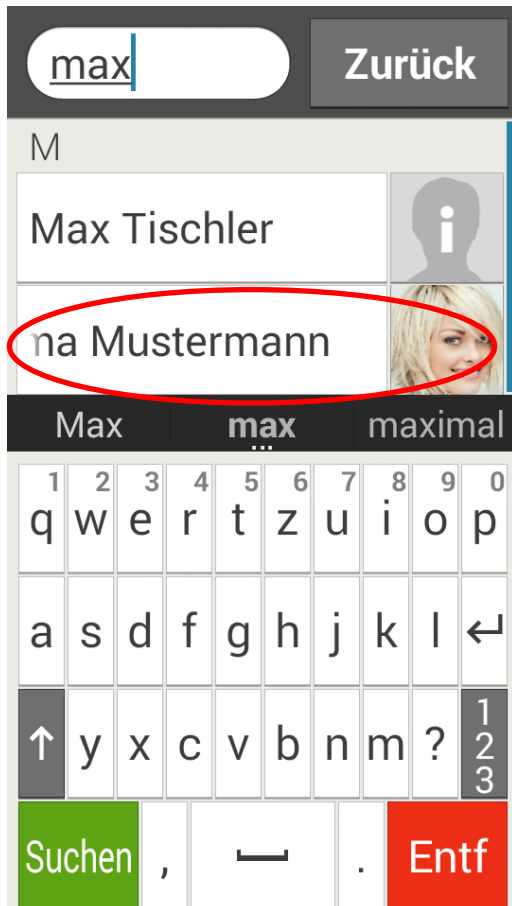 max Zurück
M
Max Tischler i
na Mustermann
Max max maximal
1 2 3 4 5 6 7 8 9 0
q w e r t z u i o p
a s d f g h j k l ↵
↑ y x c v b n m ? 1 2 3
Suchen , . Entf